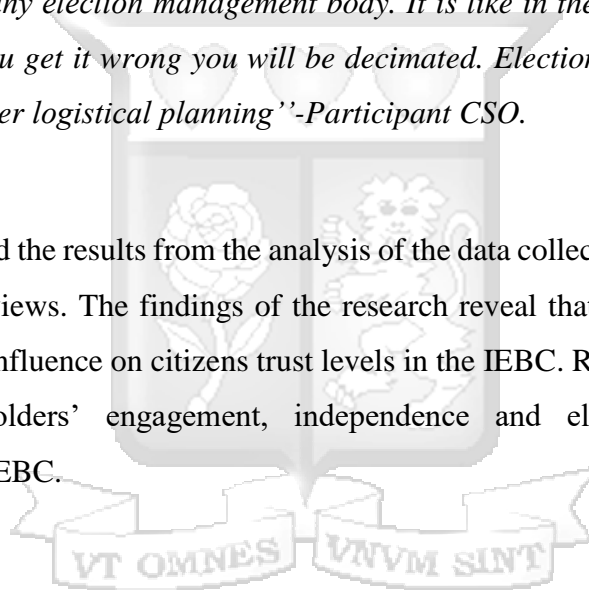 any election management body. It is like in the
u get it wrong you will be decimated. Election
er logistical planning’’-Participant CSO.
d the results from the analysis of the data collec
views. The findings of the research reveal that
nfluence on citizens trust levels in the IEBC. R
olders’ engagement, independence and el
EBC.
VT OMNES VNVM SINT